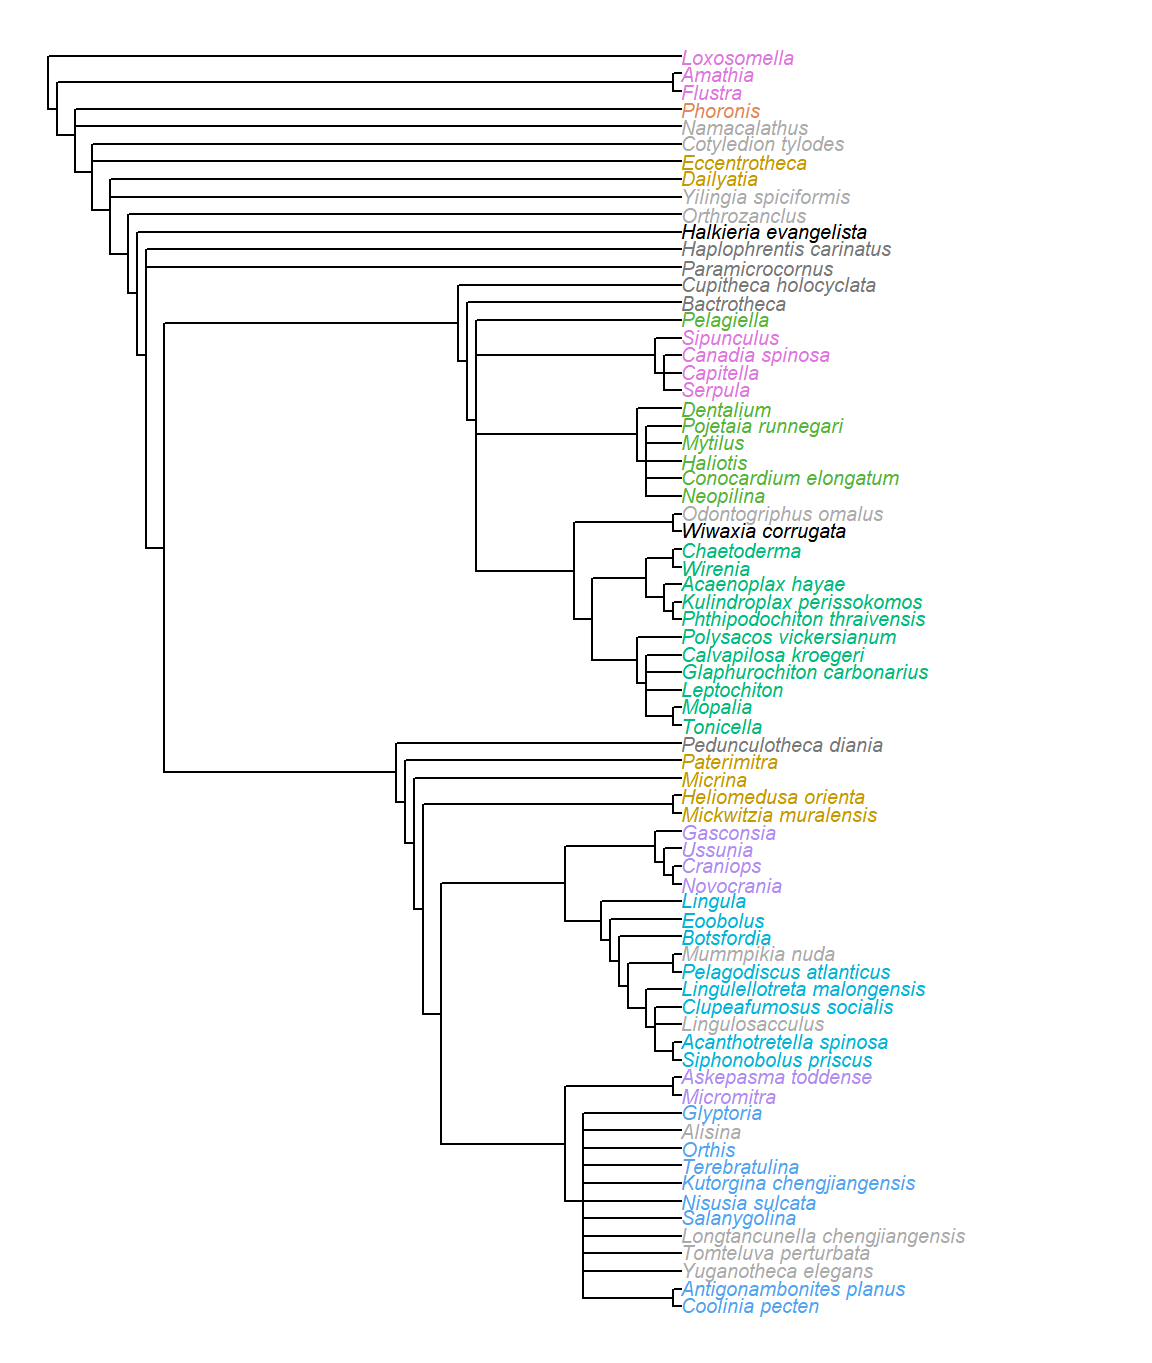 Loxosomella
Amathia
Flustra
Phoronis
Namacalathus
Cotyledion tylodes
Eccentrotheca
Dailyatia
Yilingia spiciformis
Orthrozanclus
Halkieria evangelista
Haplophrentis carinatus
Paramicrocornus
Cupitheca holocyclata
Bactrotheca
Pelagiella
Sipunculus
Canadia spinosa
Capitella
Serpula
Dentalium
Pojetaia runnegari
Mytilus
Haliotis
Conocardium elongatum
Neopilina
Odontogriphus omalus
Wiwaxia corrugata
Chaetoderma
Wirenia
Acaenoplax hayae
Kulindroplax perissokomos
Phthipodochiton thraivensis
Polysacos vickersianum
Calvapilosa kroegeri
Glaphurochiton carbonarius
Leptochiton
Mopalia
Tonicella
Pedunculotheca diania
Paterimitra
Micrina
Heliomedusa orienta
Mickwitzia muralensis
Gasconsia
Ussunia
Craniops
Novocrania
Lingula
Eoobolus
Botsfordia
Mummpikia nuda
Pelagodiscus atlanticus
Lingulellotreta malongensis
Clupeafumosus socialis
Lingulosacculus
Acanthotretella spinosa
Siphonobolus priscus
Askepasma toddense
Micromitra
Glyptoria
Alisina
Orthis
Terebratulina
Kutorgina chengjiangensis
Nisusia sulcata
Salanygolina
Longtancunella chengjiangensis
Tomteluva perturbata
Yuganotheca elegans
Antigonambonites planus
Coolinia pecten